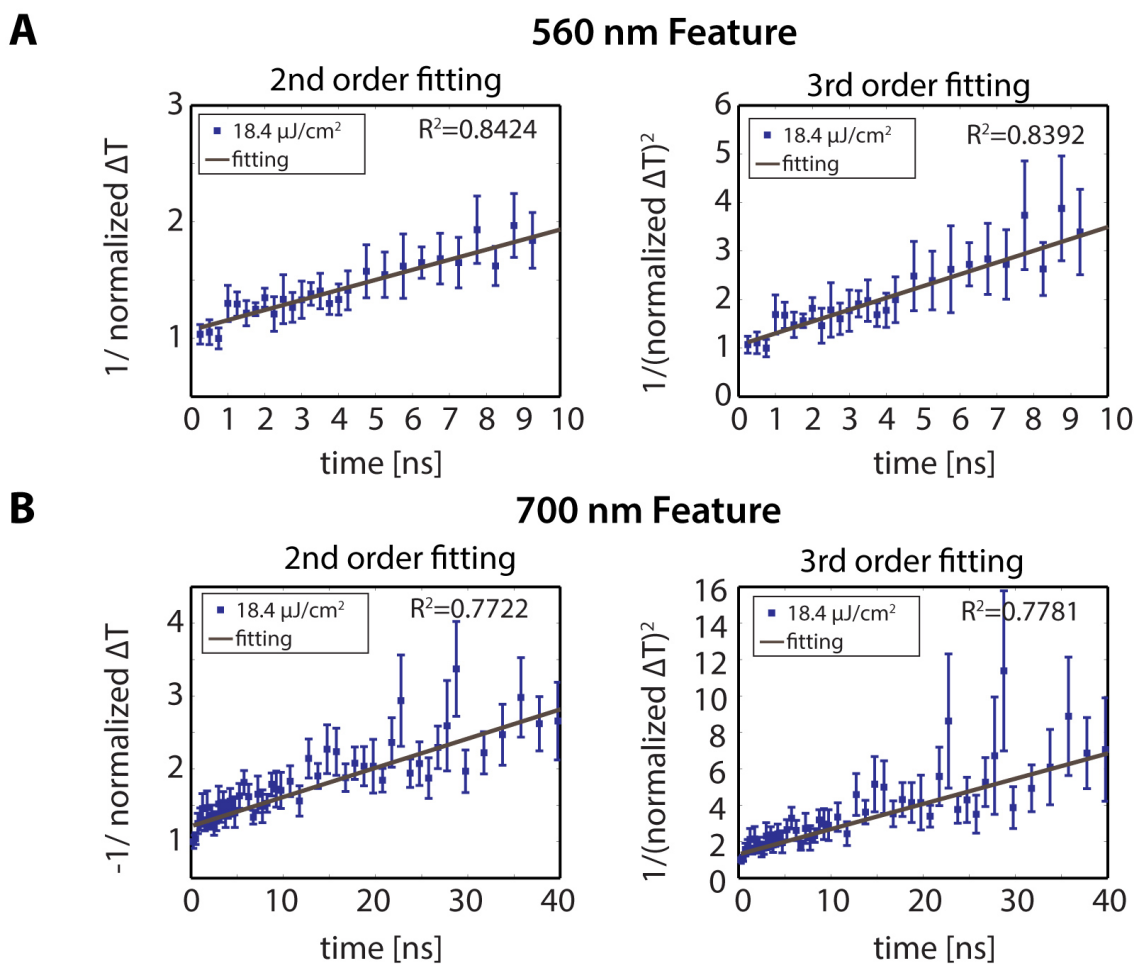 A
560 nm Feature
2nd order fitting
3
2
1
1/ normalized ΔT
18.4 µJ/cm²
fitting
R²=0.8424
0 1 2 3 4 5 6 7 8 9 10
time [ns]
3rd order fitting
6
5
4
3
2
1
0
1/(normalized ΔT)²
18.4 µJ/cm²
fitting
R²=0.8392
0 1 2 3 4 5 6 7 8 9 10
time [ns]
B
700 nm Feature
2nd order fitting
4
3
2
1
-1/ normalized ΔT
18.4 µJ/cm²
fitting
R²=0.7722
0 10 20 30 40
time [ns]
3rd order fitting
16
14
12
10
8
6
4
2
0
1/(normalized ΔT)²
18.4 µJ/cm²
fitting
R²=0.7781
0 10 20 30 40
time [ns]